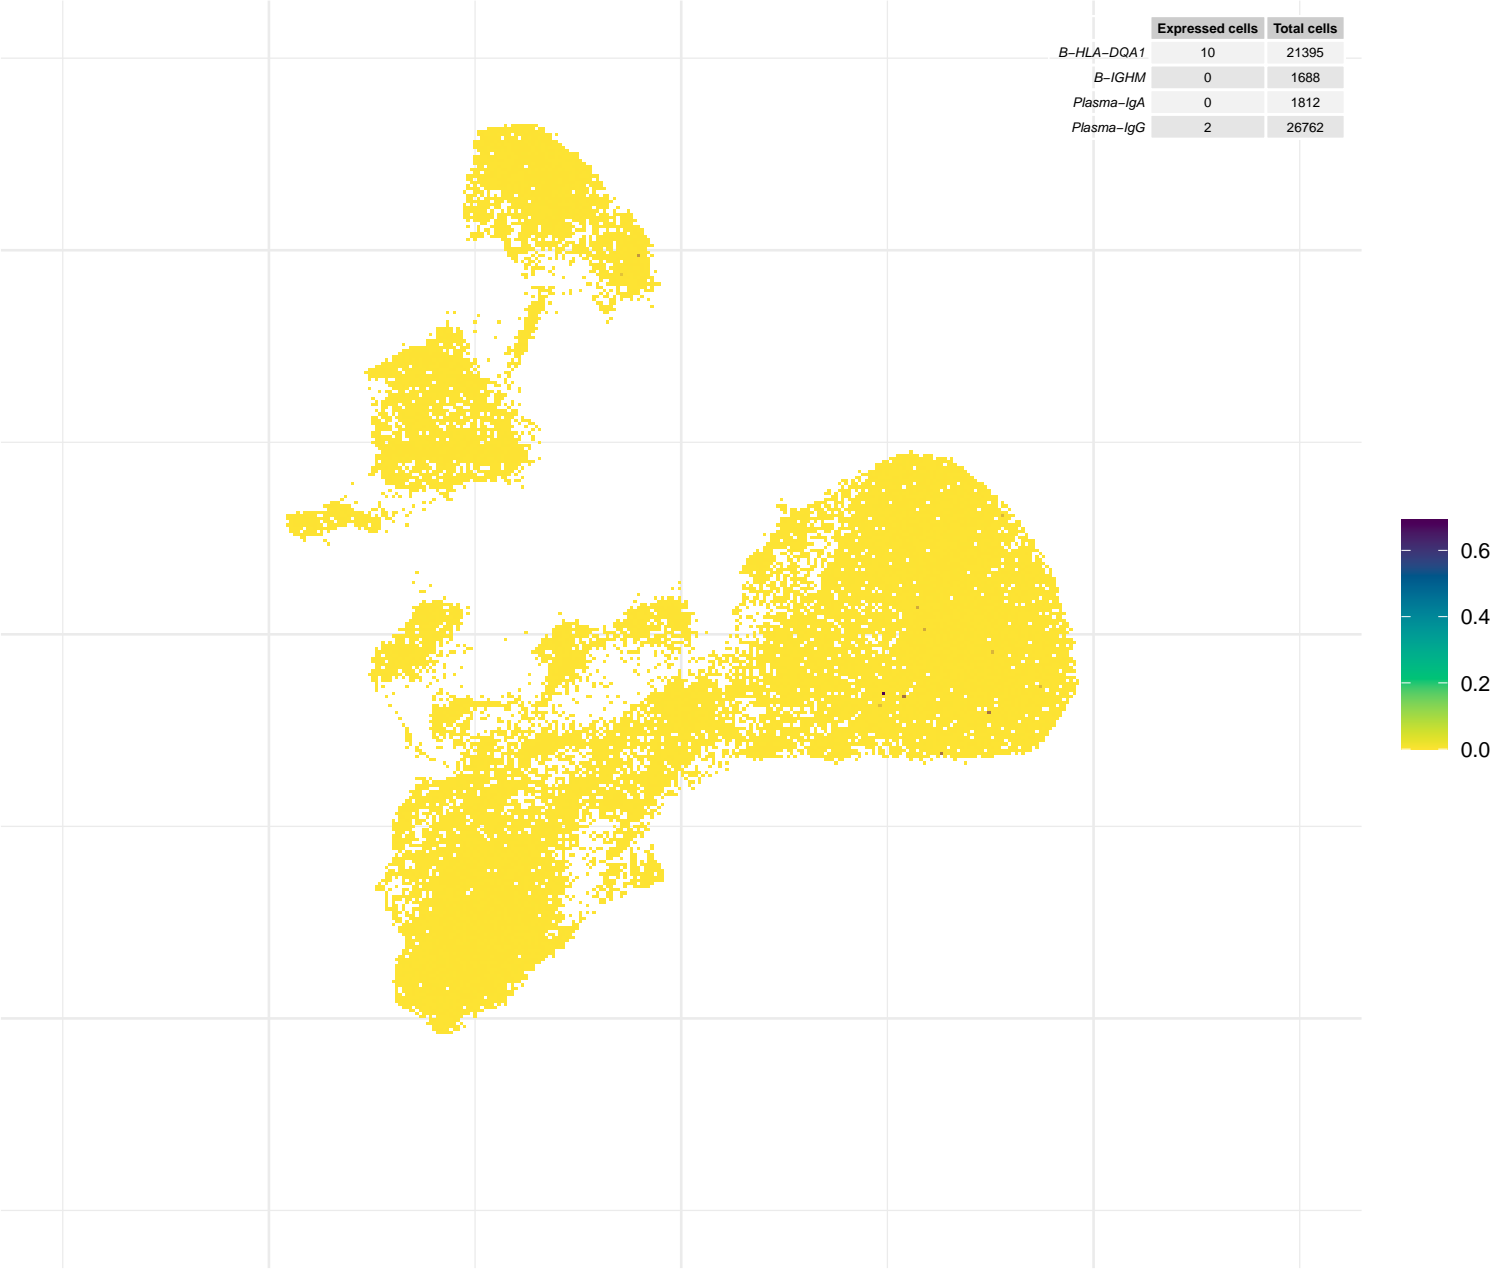 Expressed cells Total cells
B−HLA−DQA1 10 21395
B−IGHM 0 1688
Plasma−IgA 0 1812
Plasma−IgG 2 26762
0.6
0.4
0.2
0.0